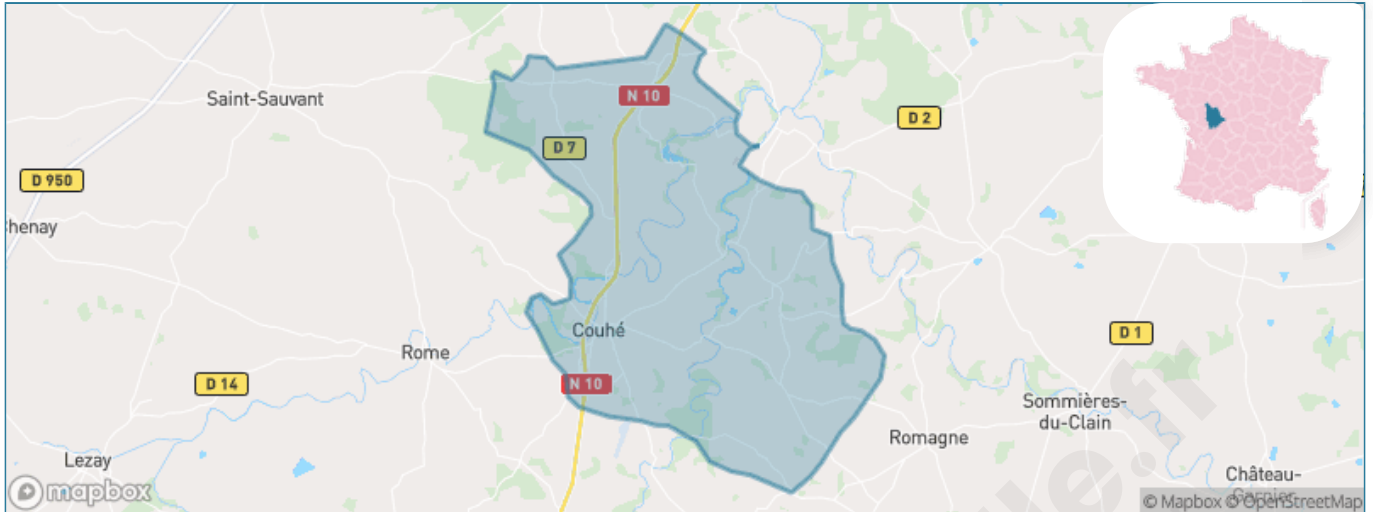 N 10
Saint-Sauvant
D 2
D 7
D 950
Chenay
Couhé
D 1
Rome
D 14
N 10
Sommières-
du-Clain
Romagne
Lezay
Château-
mapbox
© Mapbox © OpenStreetMap